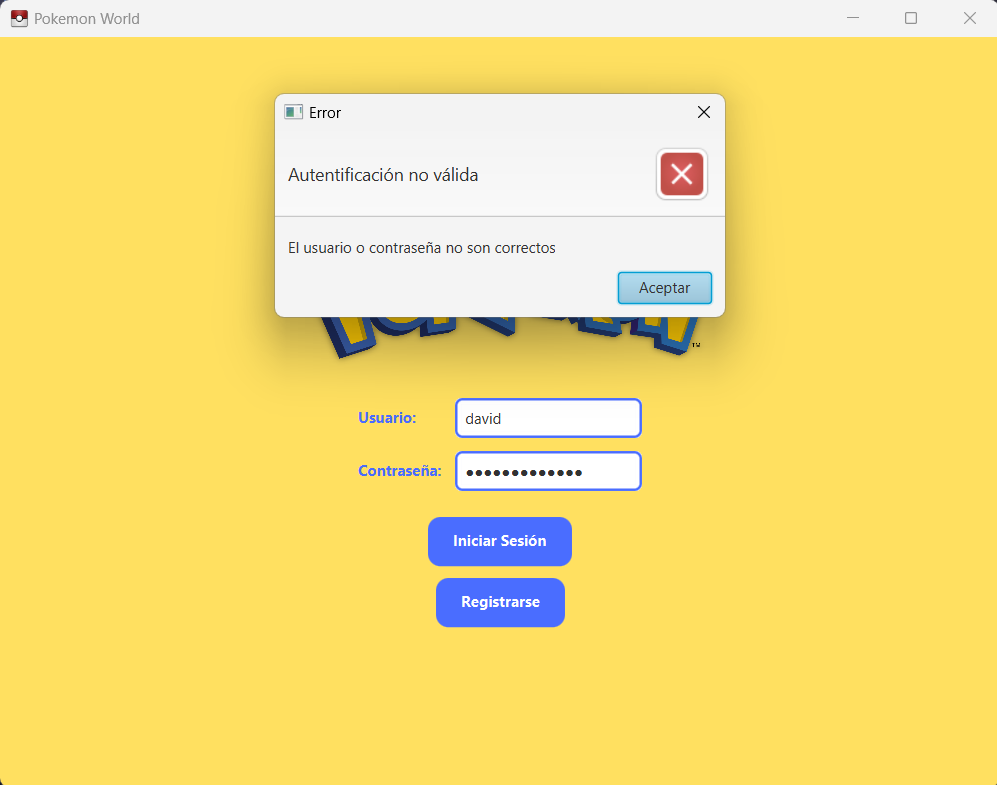 Pokemon World
Error
Autentificación no válida
El usuario o contraseña no son correctos
Aceptar
TM
Usuario:
david
Contraseña:
●●●●●●●●●●●●●
Iniciar Sesión
Registrarse